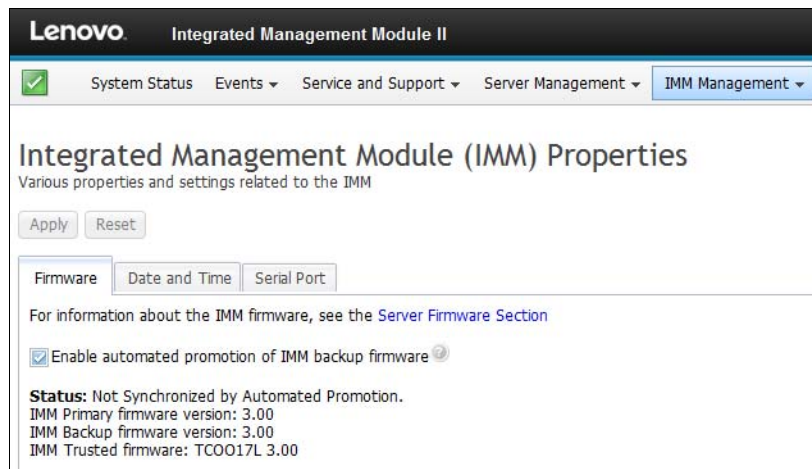 Lenovo. Integrated Management Module II
System Status Events Service and Support Server Management IMM Management
Integrated Management Module (IMM) Properties
Various properties and settings related to the IMM
Apply Reset
Firmware Date and Time Serial Port
For information about the IMM firmware, see the Server Firmware Section
Enable automated promotion of IMM backup firmware ?
Status: Not Synchronized by Automated Promotion.
IMM Primary firmware version: 3.00
IMM Backup firmware version: 3.00
IMM Trusted firmware: TCOO17L 3.00